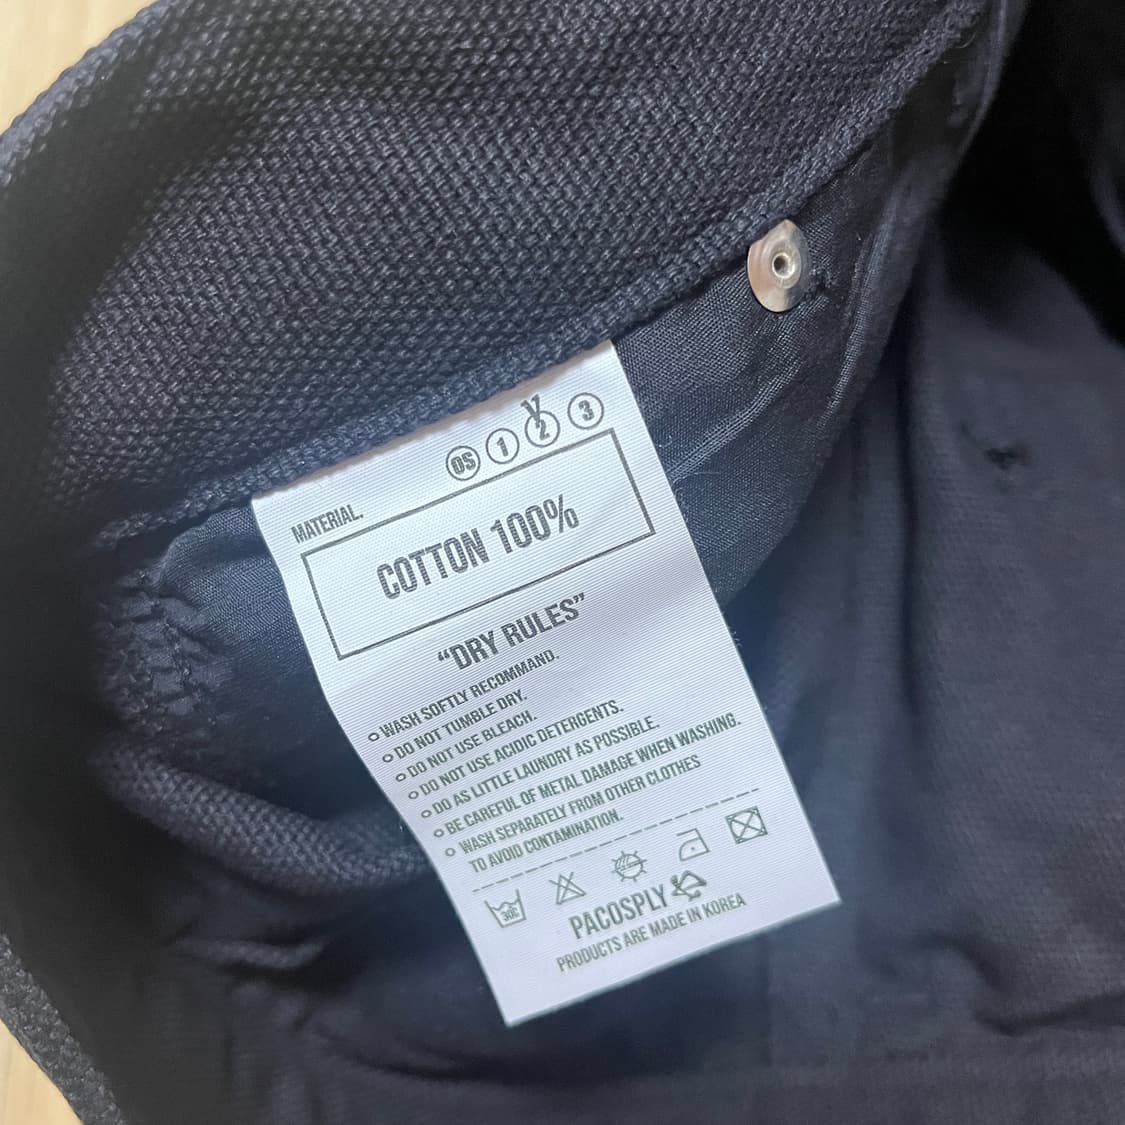 OS 1 2 3
MATERIAL.
COTTON 100%
“DRY RULES”
WASH SOFTLY RECOMMAND.
DO NOT TUMBLE DRY.
DO NOT USE BLEACH.
DO NOT USE ACIDIC DETERGENTS.
DO AS LITTLE LAUNDRY AS POSSIBLE.
BE CAREFUL OF METAL DAMAGE WHEN WASHING.
WASH SEPARATELY FROM OTHER CLOTHES
TO AVOID CONTAMINATION.
30C
PACOSPLY
PRODUCTS ARE MADE IN KOREA